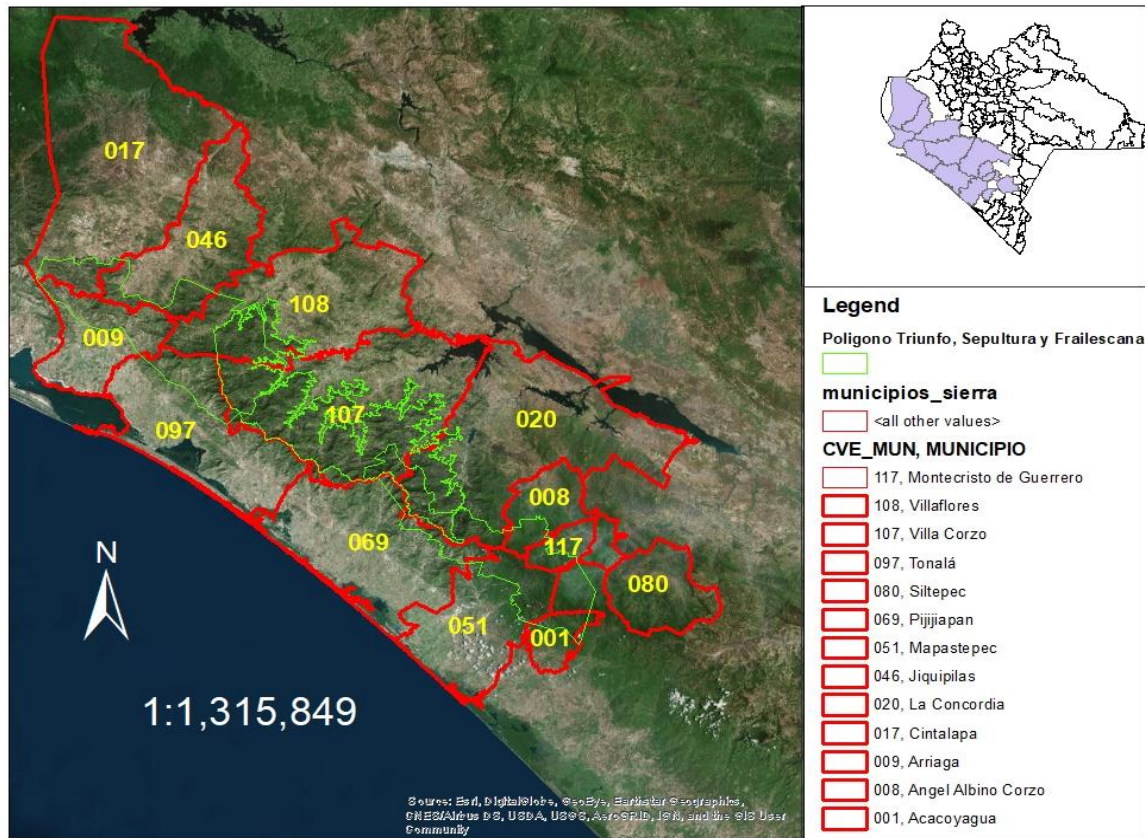 017
046
108
009
107
097
020
008
069
117
080
051
001
N
1:1,315,849
Source: Esri, DigitalGlobe, GeoEye, Earthstar Geographics,
CNES/Airbus DS, USDA, USGS, AeroGRID, IGN, and the GIS User
Community
Legend
Poligono Triunfo, Sepultura y Frailescana
municipios_sierra
<all other values>
CVE_MUN, MUNICIPIO
117, Montecristo de Guerrero
108, Villaflores
107, Villa Corzo
097, Tonalá
080, Siltepec
069, Pijijiapan
051, Mapastepec
046, Jiquipilas
020, La Concordia
017, Cintalapa
009, Arriaga
008, Angel Albino Corzo
001, Acacoyagua